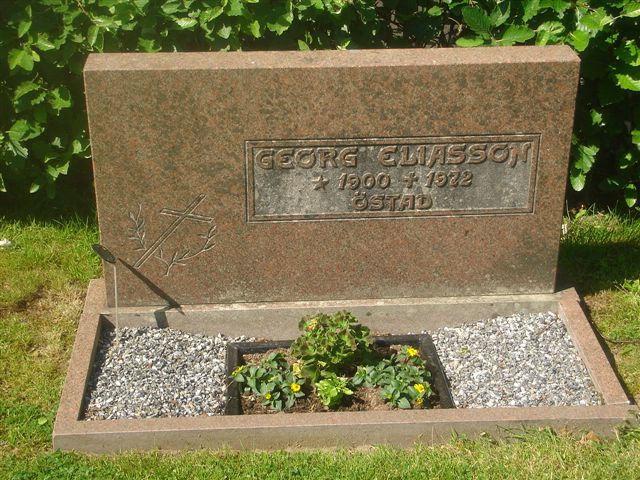 GEORG ELIASSON
* 1900 + 1972
ÖSTAD